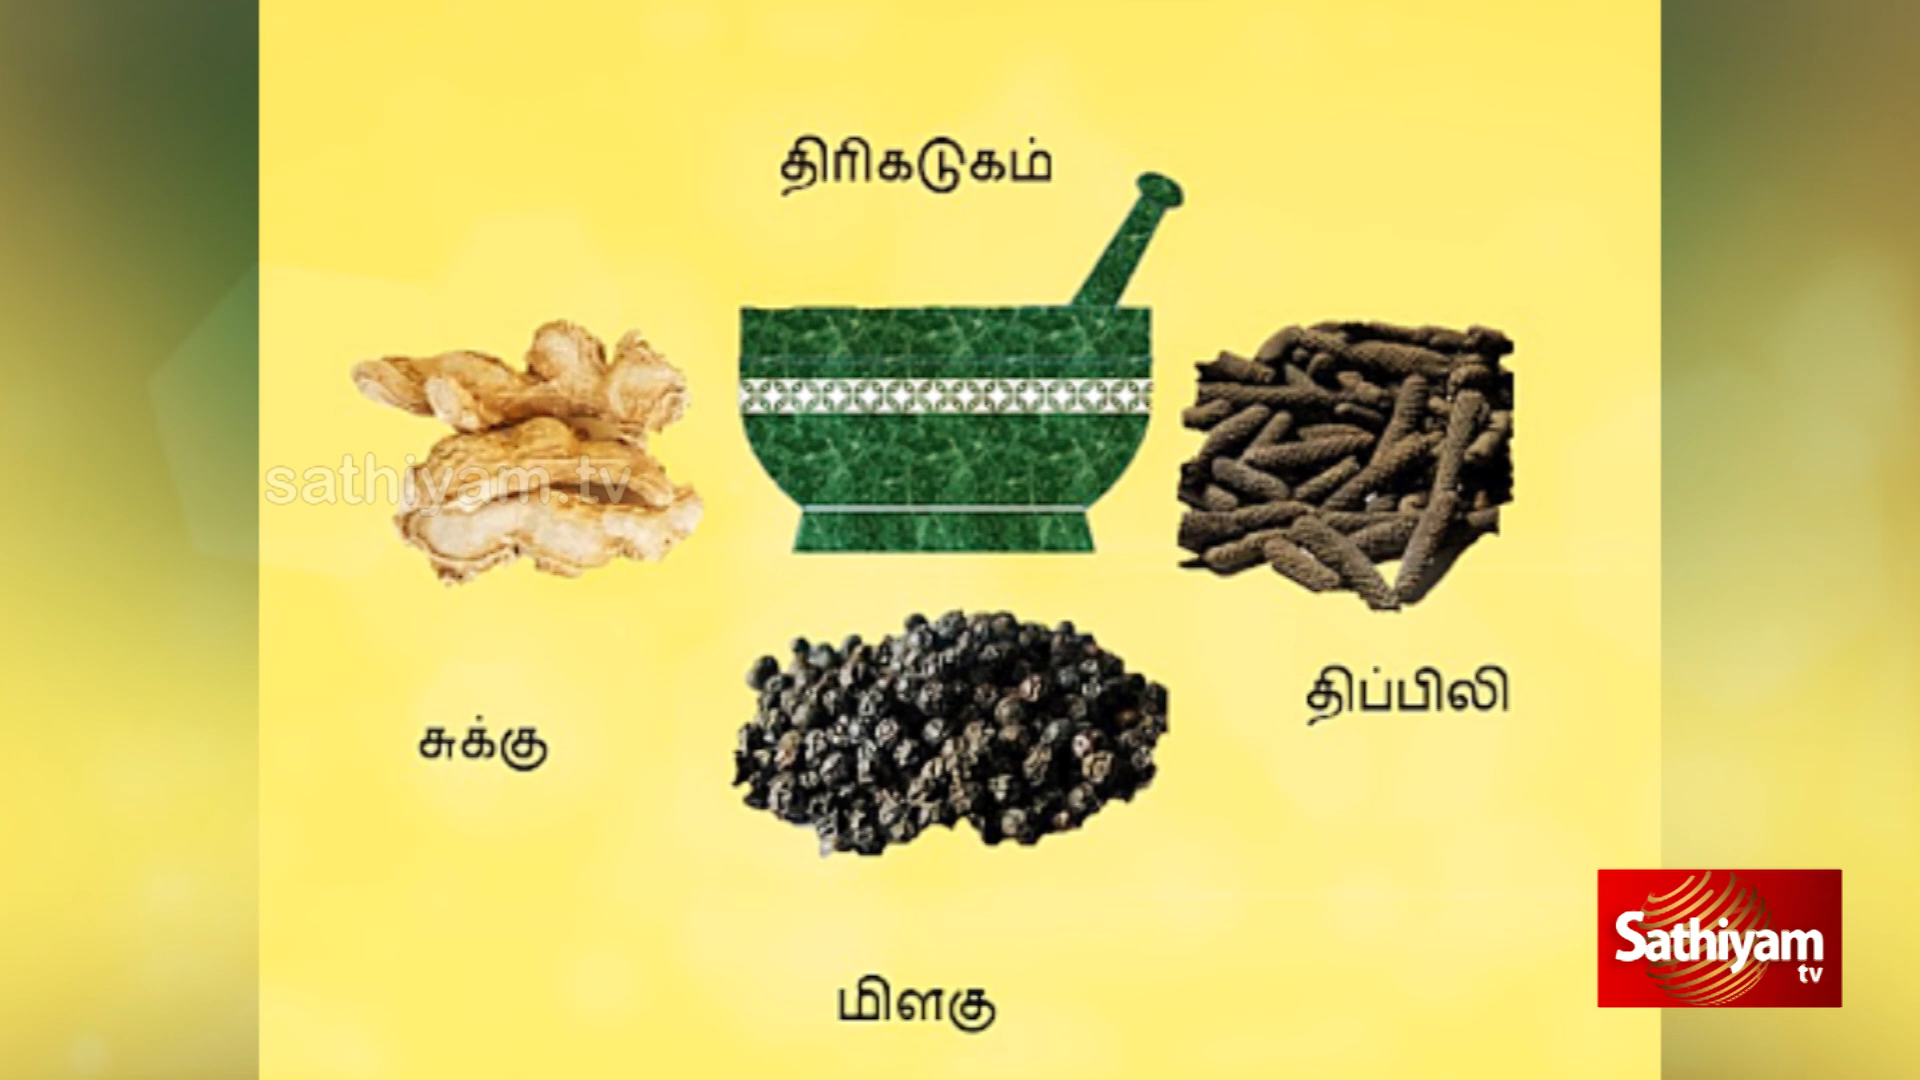 திரிகடுகம்
sathiyam.tv
சுக்கு
திப்பிலி
மிளகு
Sathiyam
tv